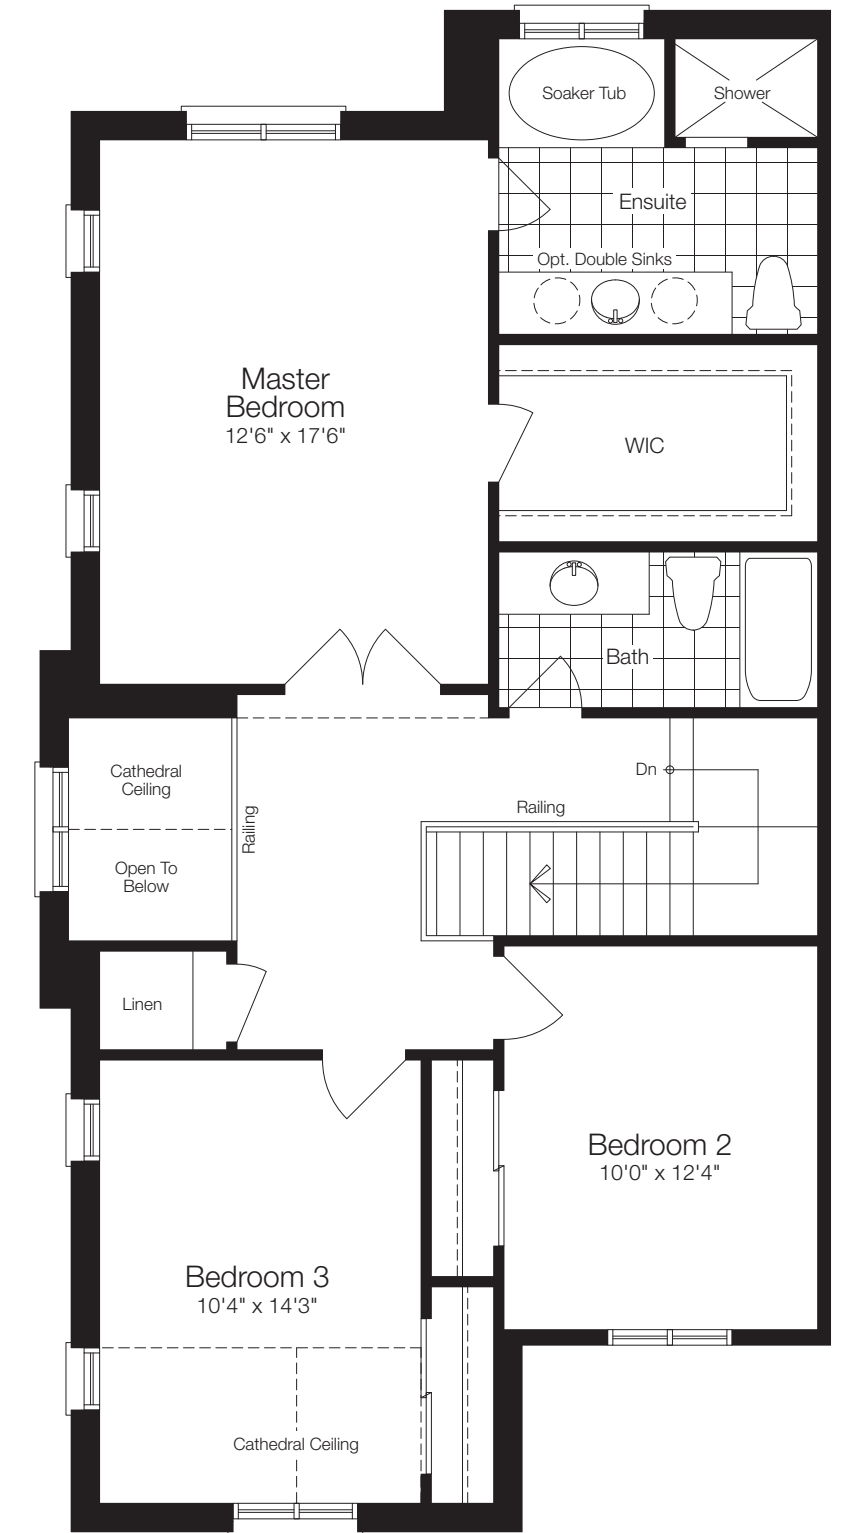 Soaker Tub
Shower
Ensuite
Opt. Double Sinks
Master
Bedroom
12'6" x 17'6"
WIC
Bath
Cathedral
Ceiling
Open To
Below
Railing
Dn
Railing
Linen
Bedroom 2
10'0" x 12'4"
Bedroom 3
10'4" x 14'3"
Cathedral Ceiling